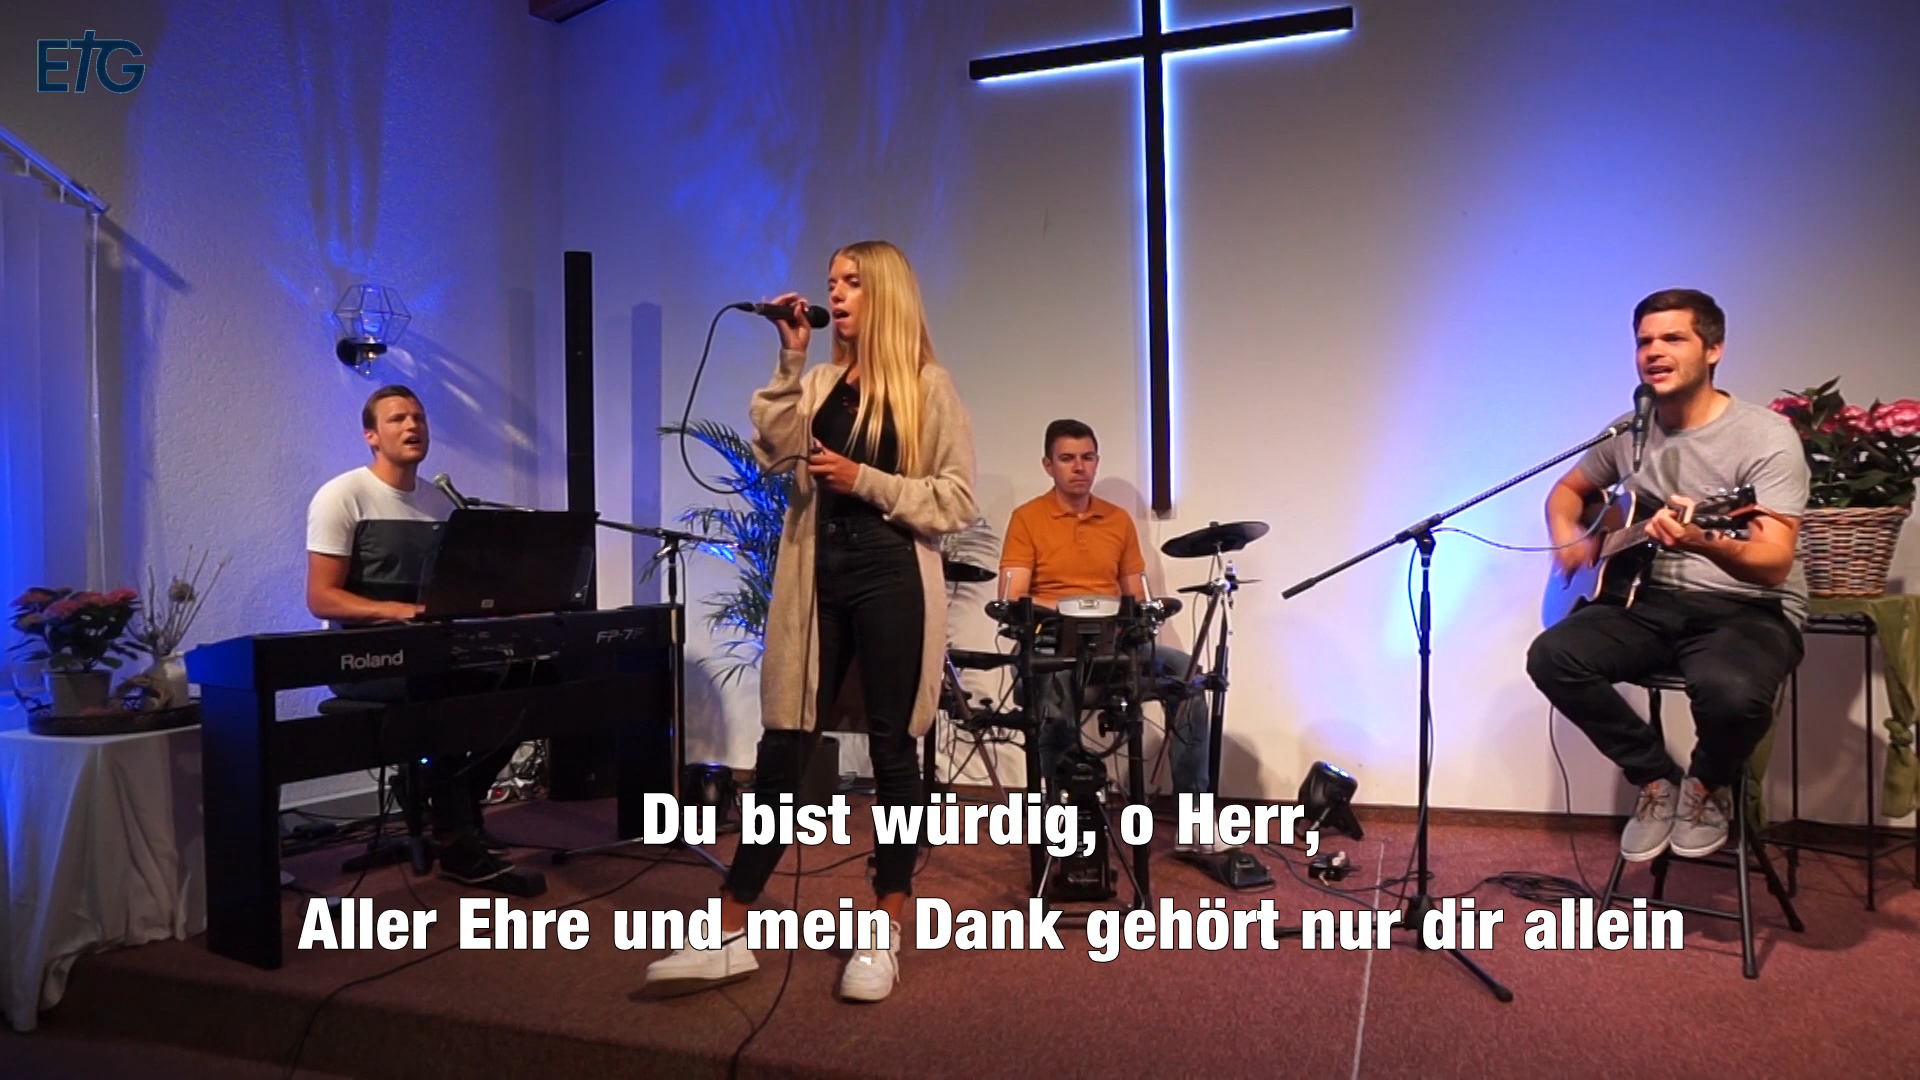 ETG
Roland
FP-7F
Du bist würdig, o Herr,
Aller Ehre und mein Dank gehört nur dir allein